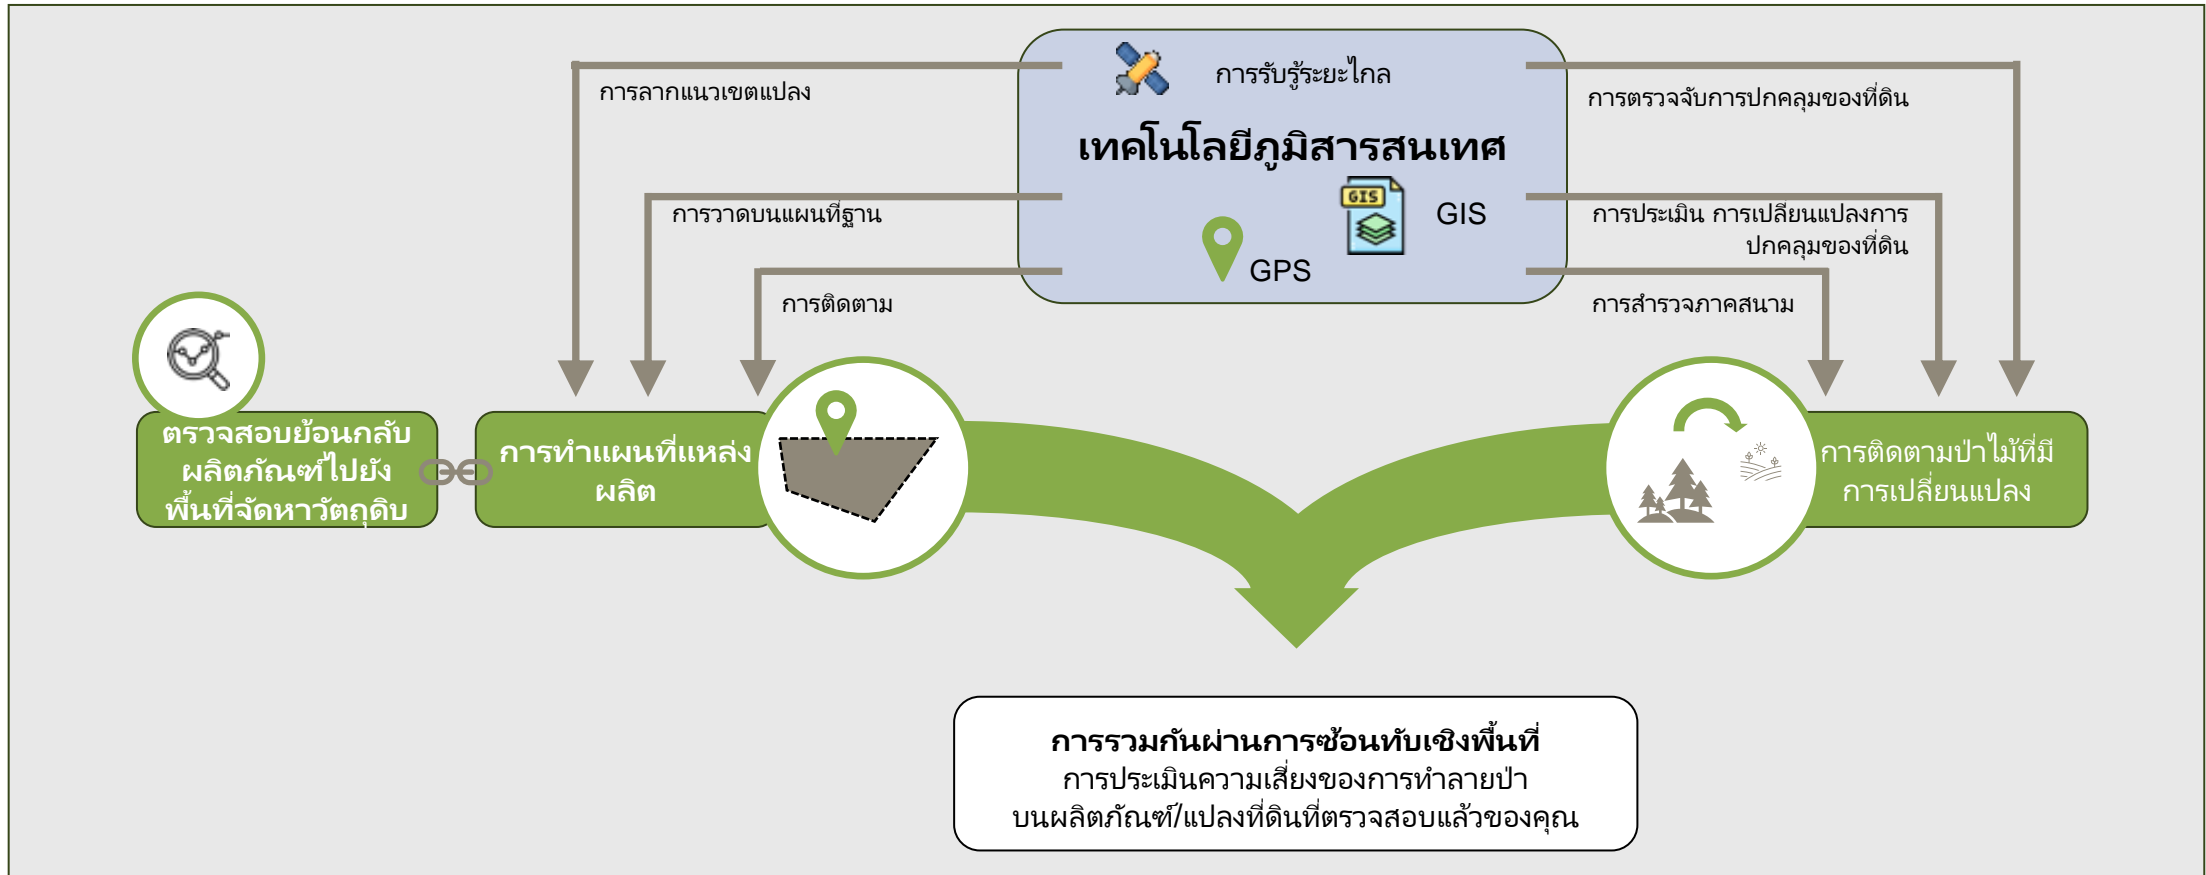 การรับรู้ระยะไกล
เทคโนโลยีภูมิสารสนเทศ
GIS
GIS
GPS
การลากแนวเขตแปลง
การวาดบนแผนที่ฐาน
การติดตาม
การตรวจจับการปกคลุมของที่ดิน
การประเมิน การเปลี่ยนแปลงการ
ปกคลุมของที่ดิน
การสำรวจภาคสนาม
ตรวจสอบย้อนกลับ
ผลิตภัณฑ์ไปยัง
พื้นที่จัดหาวัตถุดิบ
การทำแผนที่แหล่ง
ผลิต
การติดตามป่าไม้ที่มี
การเปลี่ยนแปลง
การรวมกันผ่านการซ้อนทับเชิงพื้นที่
การประเมินความเสี่ยงของการทำลายป่า
บนผลิตภัณฑ์/แปลงที่ดินที่ตรวจสอบแล้วของคุณ